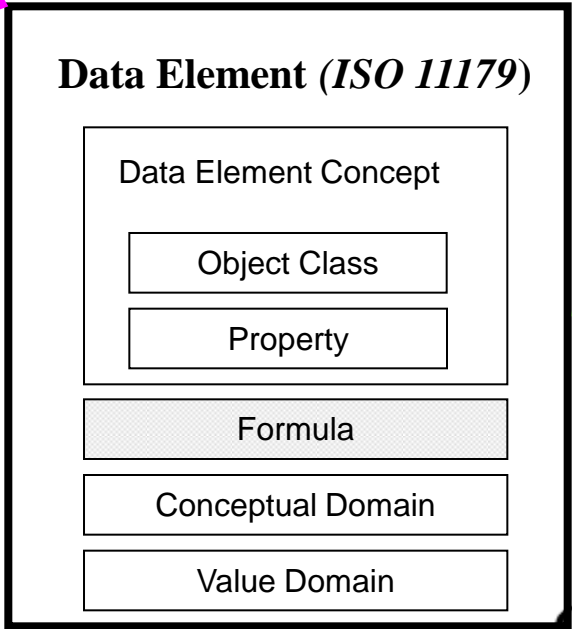 Data Element (ISO 11179)
Data Element Concept
Object Class
Property
Formula
Conceptual Domain
Value Domain